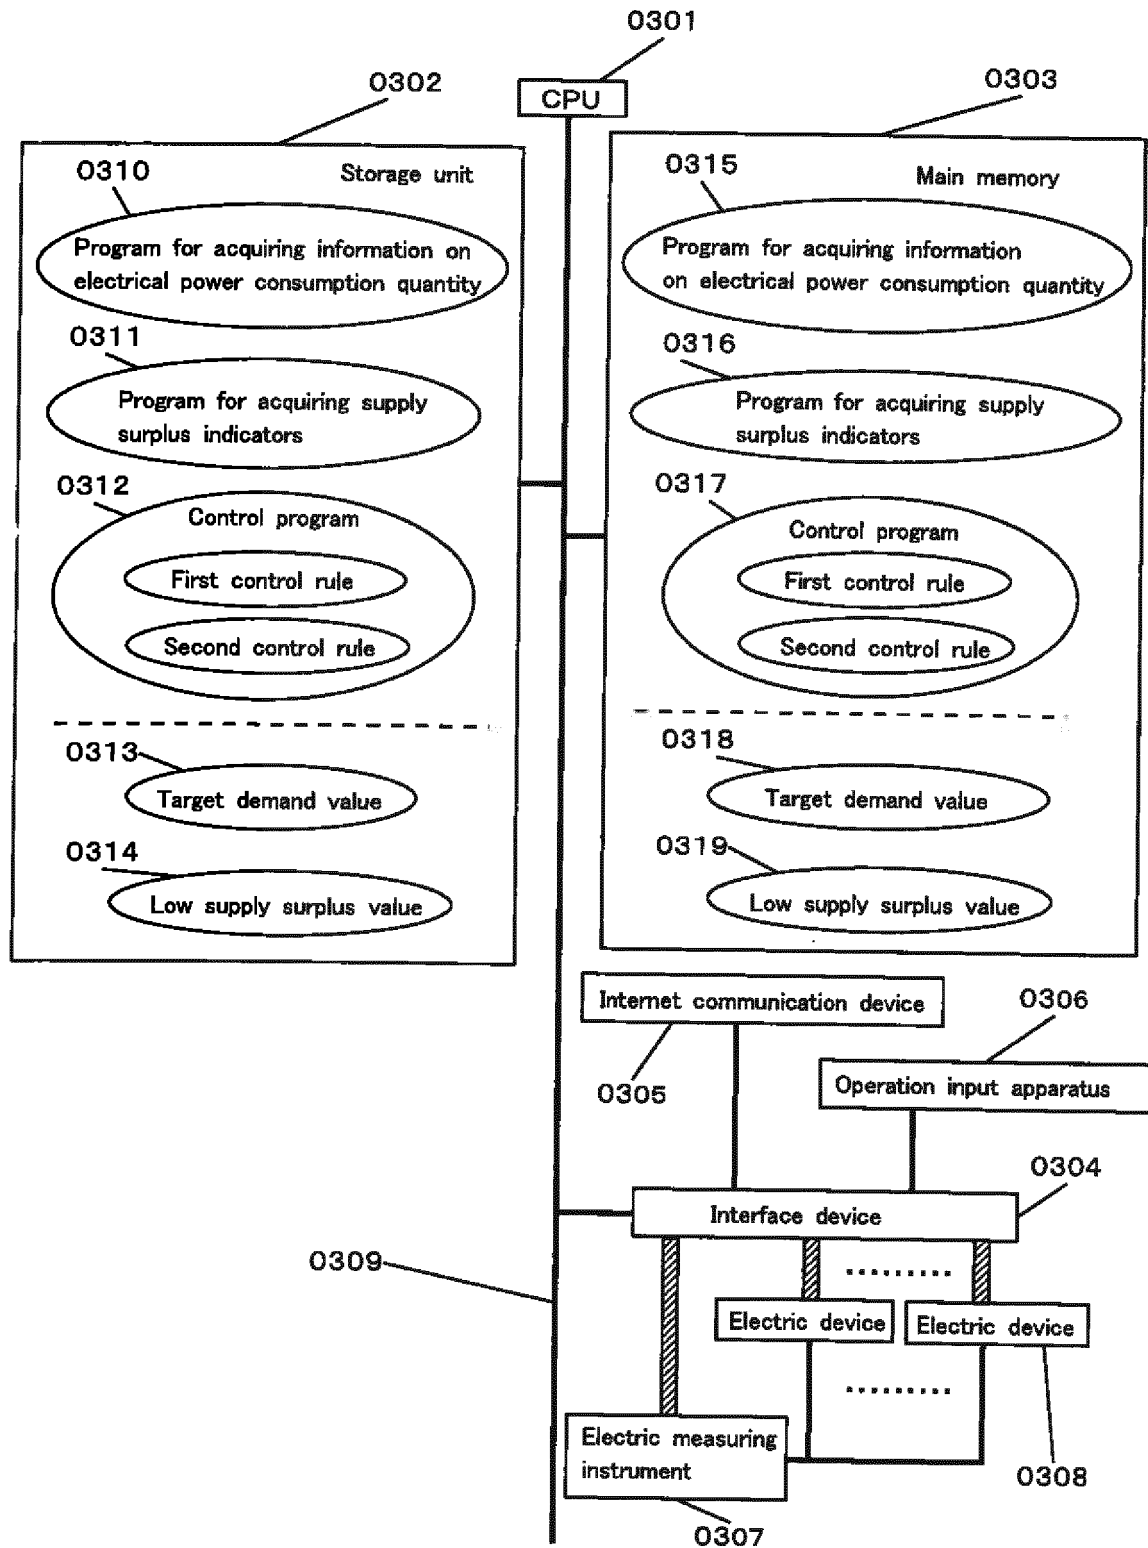 0301
CPU
0302
0303
Storage unit
0310
Program for acquiring information on
electrical power consumption quantity
0311
Program for acquiring supply
surplus indicators
0312
Control program
First control rule
Second control rule
0313
Target demand value
0314
Low supply surplus value
Main memory
0315
Program for acquiring information
on electrical power consumption quantity
0316
Program for acquiring supply
surplus indicators
0317
Control program
First control rule
Second control rule
0318
Target demand value
0319
Low supply surplus value
Internet communication device
0305
0306
Operation input apparatus
0304
Interface device
0309
Electric device
Electric device
0308
Electric measuring
instrument
0307